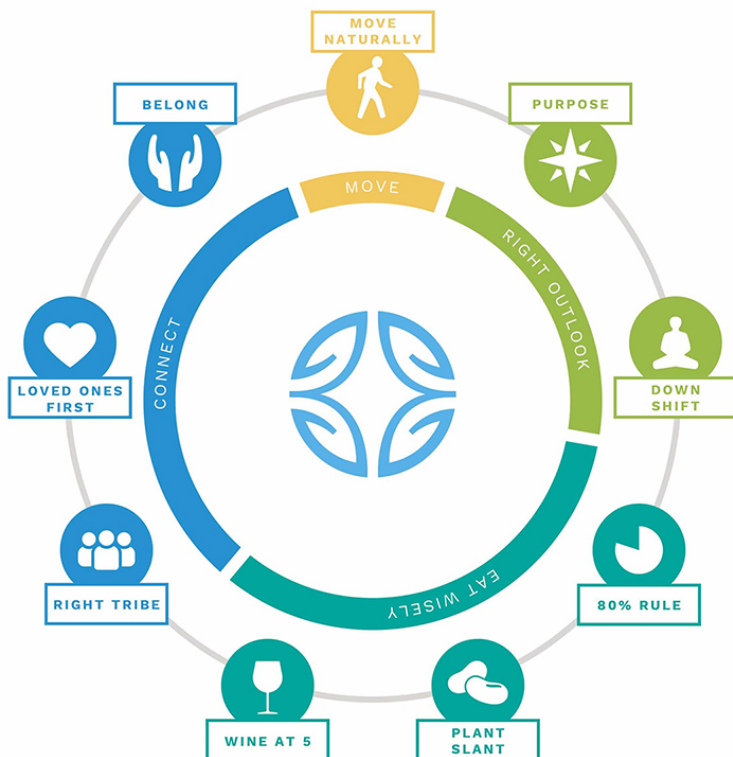 MOVE
NATURALLY
BELONG
PURPOSE
MOVE
RIGHT OUTLOOK
CONNECT
LOVED ONES
FIRST
DOWN
SHIFT
EAT WISELY
RIGHT TRIBE
80% RULE
WINE AT 5
PLANT
SLANT